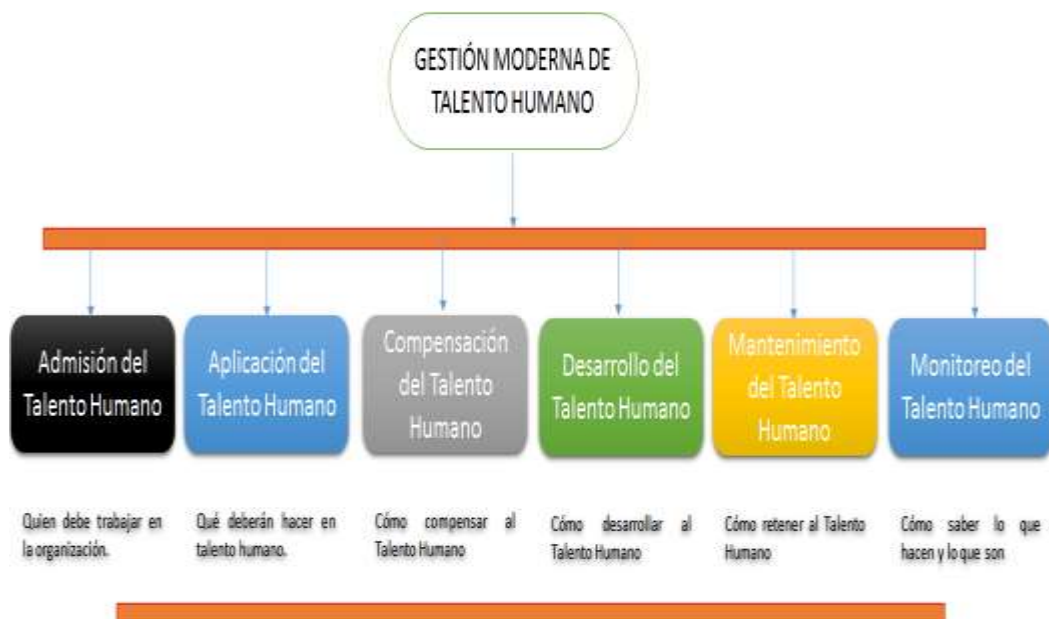 GESTIÓN MODERNA DE
TALENTO HUMANO
Admisión del
Talento Humano
Aplicación del
Talento Humano
Compensación
del Talento
Humano
Desarrollo del
Talento Humano
Mantenimiento
del Talento
Humano
Monitoreo del
Talento Humano
Quien debe trabajar en
la organización.
Qué deberán hacer en
talento humano.
Cómo compensar al
Talento Humano
Cómo desarrollar al
Talento Humano
Cómo retener al Talento
Humano
Cómo saber lo que
hacen y lo que son